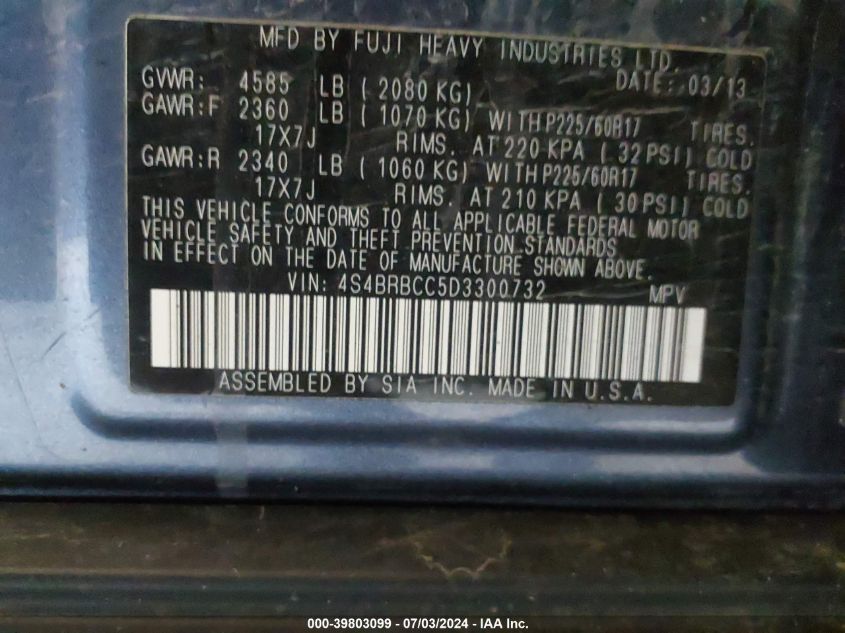 MFD BY FUJI HEAVY INDUSTRIES LTD.
DATE: 03/13
GVWR: 4585 LB ( 2080 KG)
GAWR:F 2360 LB ( 1070 KG) WITH P225/60R17 TIRES.
17X7J RIMS. AT 220 KPA ( 32 PSI) COLD
GAWR:R 2340 LB ( 1060 KG) WITH P225/60R17 TIRES.
17X7J RIMS. AT 210 KPA ( 30 PSI) COLD
THIS VEHICLE CONFORMS TO ALL APPLICABLE FEDERAL MOTOR
VEHICLE SAFETY AND THEFT PREVENTION STANDARDS
IN EFFECT ON THE DATE OF MANUFACTURE SHOWN ABOVE.
VIN: 4S4BRBCC5D3300732 MPV
ASSEMBLED BY SIA INC. MADE IN U.S.A.
000-39803099 - 07/03/2024 - IAA Inc.